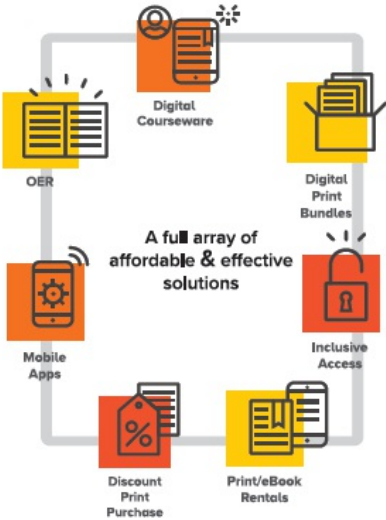 Digital
Courseware
OER
Digital
Print
Bundles
A full array of
affordable & effective
solutions
Mobile
Apps
Inclusive
Access
%
Discount
Print
Purchase
Print/eBook
Rentals